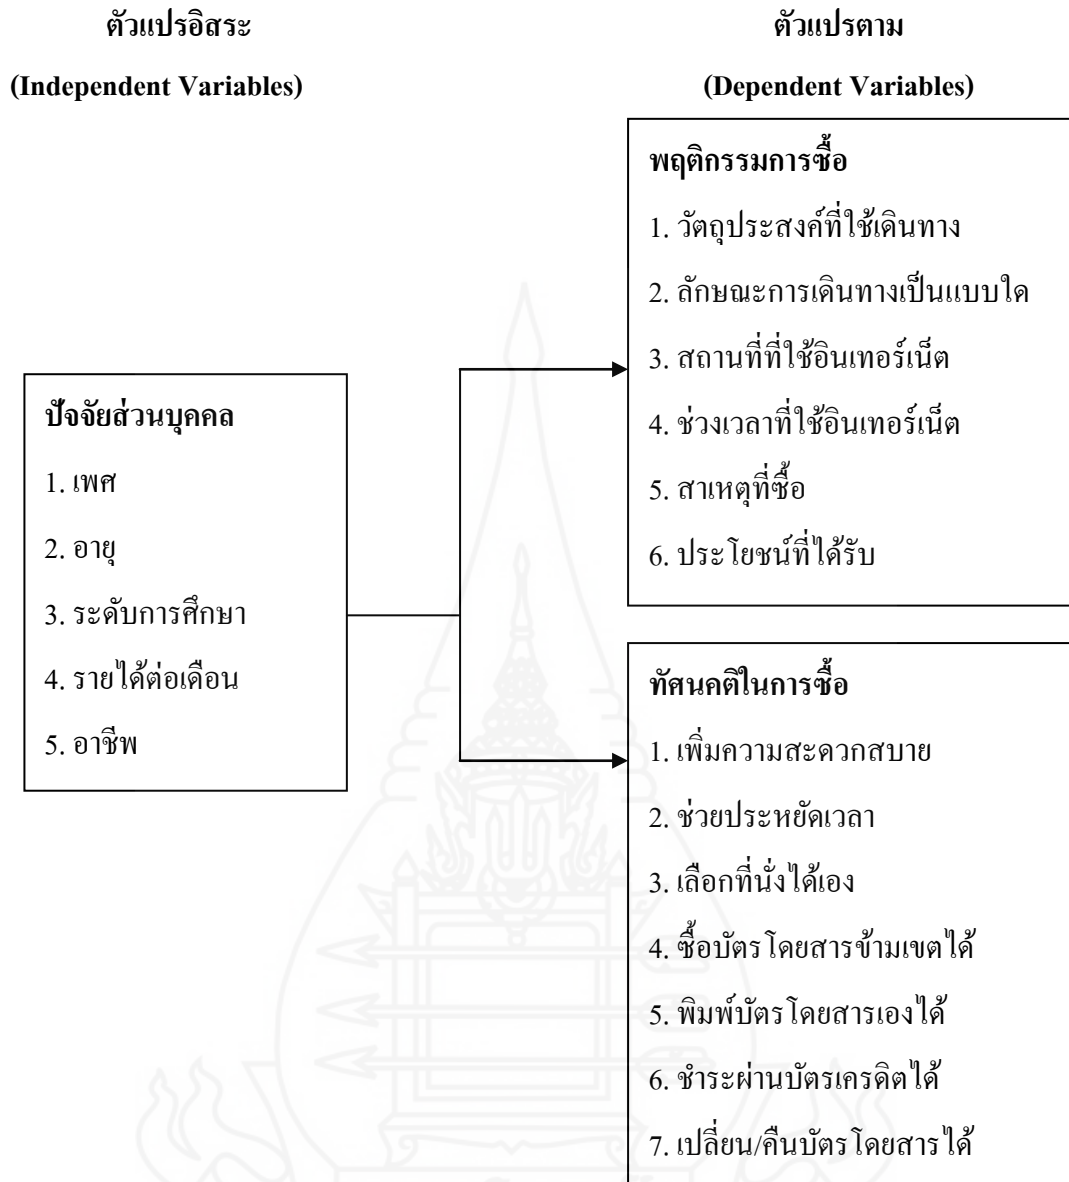 ตัวแปรอิสระ
(Independent Variables)
ตัวแปรตาม
(Dependent Variables)
ปัจจัยส่วนบุคคล
1. เพศ
2. อายุ
3. ระดับการศึกษา
4. รายได้ต่อเดือน
5. อาชีพ
พฤติกรรมการซื้อ
1. วัตถุประสงค์ที่ใช้เดินทาง
2. ลักษณะการเดินทางเป็นแบบใด
3. สถานที่ที่ใช้อินเทอร์เน็ต
4. ช่วงเวลาที่ใช้อินเทอร์เน็ต
5. สาเหตุที่ซื้อ
6. ประโยชน์ที่ได้รับ
ทัศนคติในการซื้อ
1. เพิ่มความสะดวกสบาย
2. ช่วยประหยัดเวลา
3. เลือกที่นั่งได้เอง
4. ซื้อบัตรโดยสารข้ามเขตได้
5. พิมพ์บัตรโดยสารเองได้
6. ชำระผ่านบัตรเครดิตได้
7. เปลี่ยน/คืนบัตรโดยสารได้